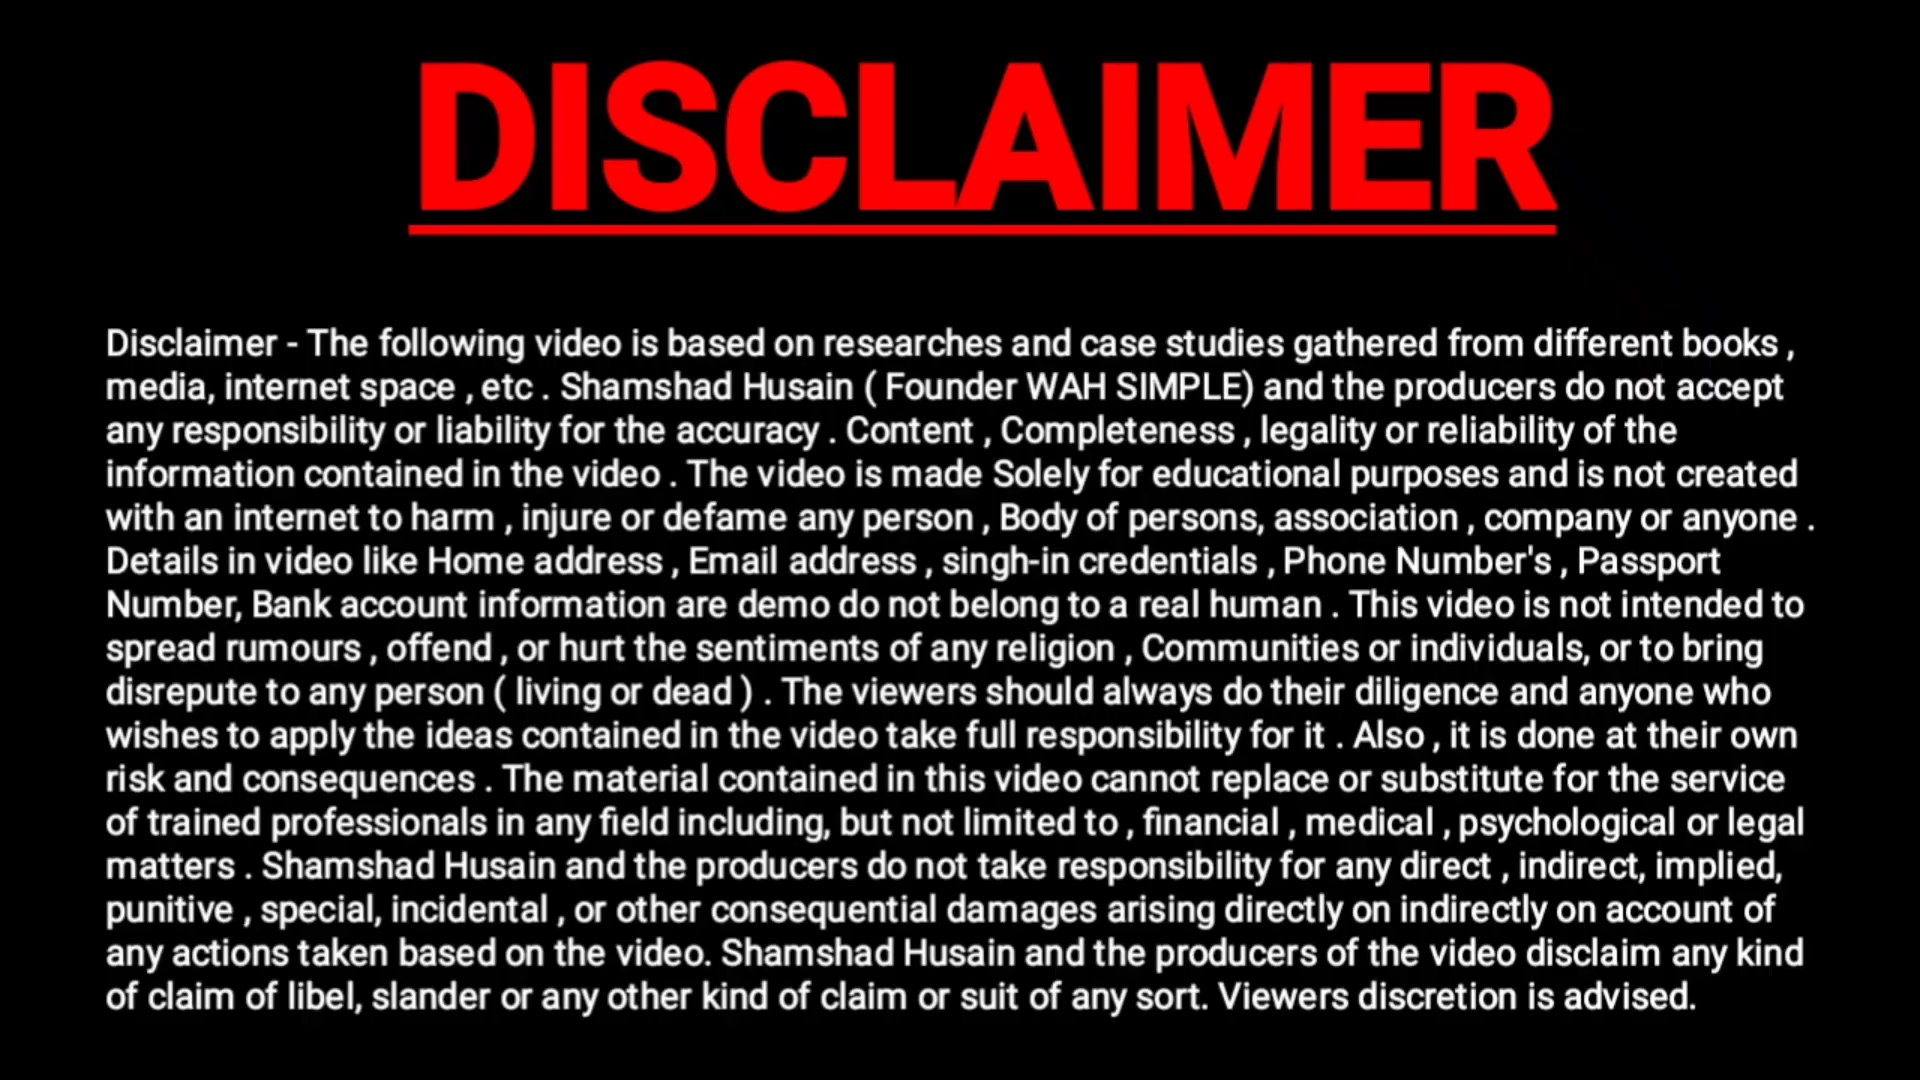 DISCLAIMER
Disclaimer - The following video is based on researches and case studies gathered from different books ,
media, internet space , etc . Shamshad Husain ( Founder WAH SIMPLE) and the producers do not accept
any responsibility or liability for the accuracy . Content , Completeness , legality or reliability of the
information contained in the video . The video is made Solely for educational purposes and is not created
with an internet to harm , injure or defame any person , Body of persons, association , company or anyone .
Details in video like Home address , Email address , singh-in credentials , Phone Number's , Passport
Number, Bank account information are demo do not belong to a real human . This video is not intended to
spread rumours , offend , or hurt the sentiments of any religion , Communities or individuals, or to bring
disrepute to any person ( living or dead ) . The viewers should always do their diligence and anyone who
wishes to apply the ideas contained in the video take full responsibility for it . Also , it is done at their own
risk and consequences . The material contained in this video cannot replace or substitute for the service
of trained professionals in any field including, but not limited to , financial , medical , psychological or legal
matters . Shamshad Husain and the producers do not take responsibility for any direct , indirect, implied,
punitive , special, incidental , or other consequential damages arising directly on indirectly on account of
any actions taken based on the video. Shamshad Husain and the producers of the video disclaim any kind
of claim of libel, slander or any other kind of claim or suit of any sort. Viewers discretion is advised.